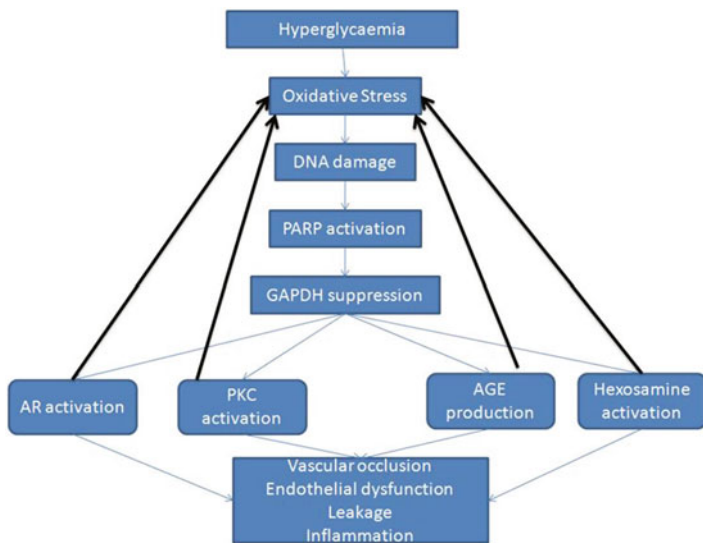 Hyperglycaemia
Oxidative Stress
DNA damage
PARP activation
GAPDH suppression
AR activation
PKC
activation
AGE
production
Hexosamine
activation
Vascular occlusion
Endothelial dysfunction
Leakage
Inflammation